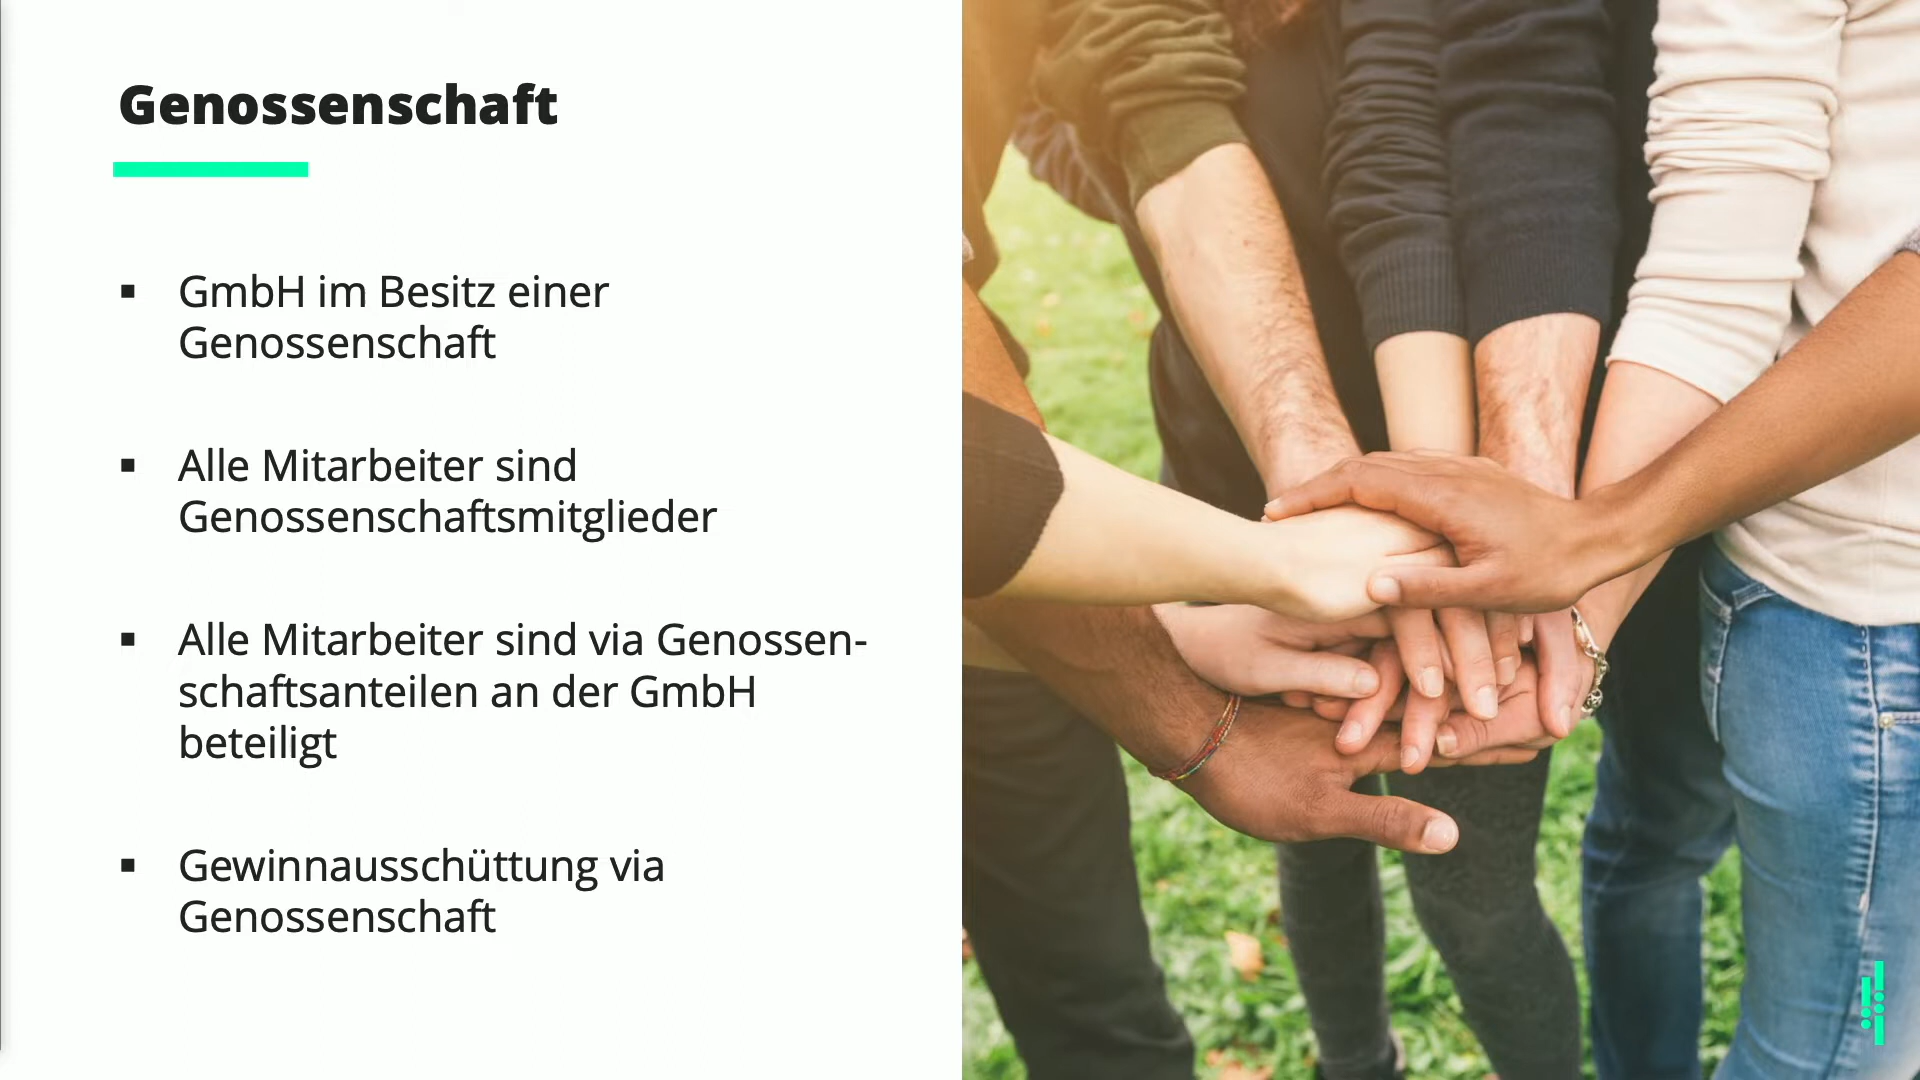 Genossenschaft
▪ GmbH im Besitz einer
Genossenschaft
▪ Alle Mitarbeiter sind
Genossenschaftsmitglieder
▪ Alle Mitarbeiter sind via Genossen-
schaftsanteilen an der GmbH
beteiligt
▪ Gewinnausschüttung via
Genossenschaft